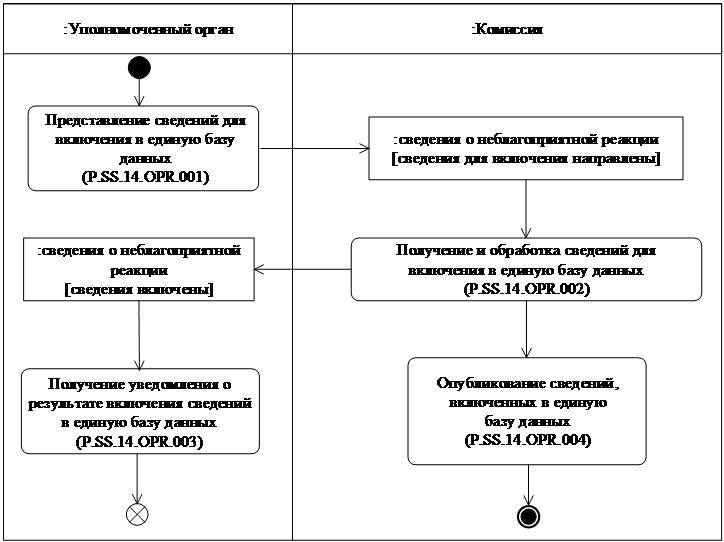 :Уполномоченный орган
:Комиссия
Представление сведений для
включения в единую базу
данных
(P.SS.14.OPR.001)
:сведения о неблагоприятной реакции
[сведения для включения направлены]
:сведения о неблагоприятной
реакции
[сведения включены]
Получение и обработка сведений для
включения в единую базу данных
(P.SS.14.OPR.002)
Получение уведомления о
результате включения сведений
в единую базу данных
(P.SS.14.OPR.003)
Опубликование сведений,
включенных в единую
базу данных
(P.SS.14.OPR.004)